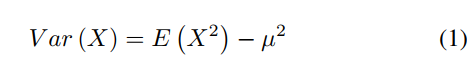 Var (X) = E (X²) − μ² (1)